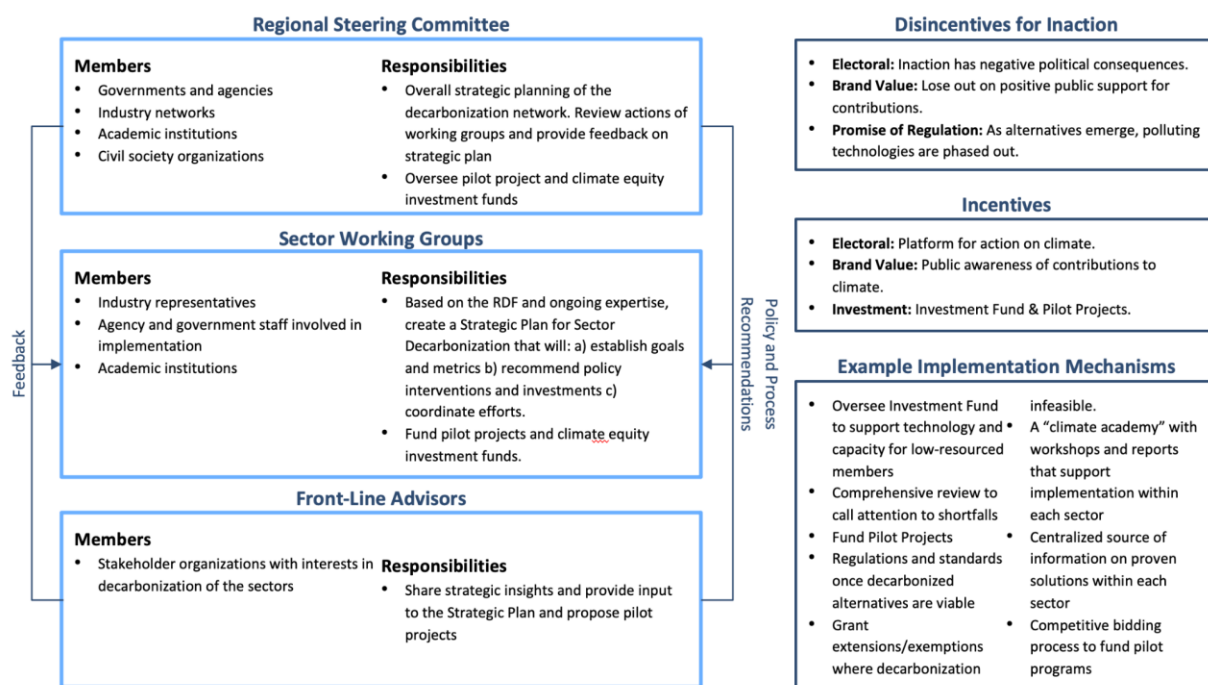 Regional Steering Committee
Members
• Governments and agencies
• Industry networks
• Academic institutions
• Civil society organizations
Responsibilities
• Overall strategic planning of the
decarbonization network. Review actions of
working groups and provide feedback on
strategic plan
• Oversee pilot project and climate equity
investment funds
Sector Working Groups
Members
• Industry representatives
• Agency and government staff involved in
implementation
• Academic institutions
Responsibilities
• Based on the RDF and ongoing expertise,
create a Strategic Plan for Sector
Decarbonization that will: a) establish goals
and metrics b) recommend policy
interventions and investments c)
coordinate efforts.
• Fund pilot projects and climate equity
investment funds.
Front-Line Advisors
Members
• Stakeholder organizations with interests in
decarbonization of the sectors
Responsibilities
• Share strategic insights and provide input
to the Strategic Plan and propose pilot
projects
Feedback
Policy and Process
Recommendations
Disincentives for Inaction
• Electoral: Inaction has negative political consequences.
• Brand Value: Lose out on positive public support for
contributions.
• Promise of Regulation: As alternatives emerge, polluting
technologies are phased out.
Incentives
• Electoral: Platform for action on climate.
• Brand Value: Public awareness of contributions to
climate.
• Investment: Investment Fund & Pilot Projects.
Example Implementation Mechanisms
• Oversee Investment Fund
to support technology and
capacity for low-resourced
members
• Comprehensive review to
call attention to shortfalls
• Fund Pilot Projects
• Regulations and standards
once decarbonized
alternatives are viable
• Grant
extensions/exemptions
where decarbonization
infeasible.
• A “climate academy” with
workshops and reports
that support
implementation within
each sector
• Centralized source of
information on proven
solutions within each
sector
• Competitive bidding
process to fund pilot
programs